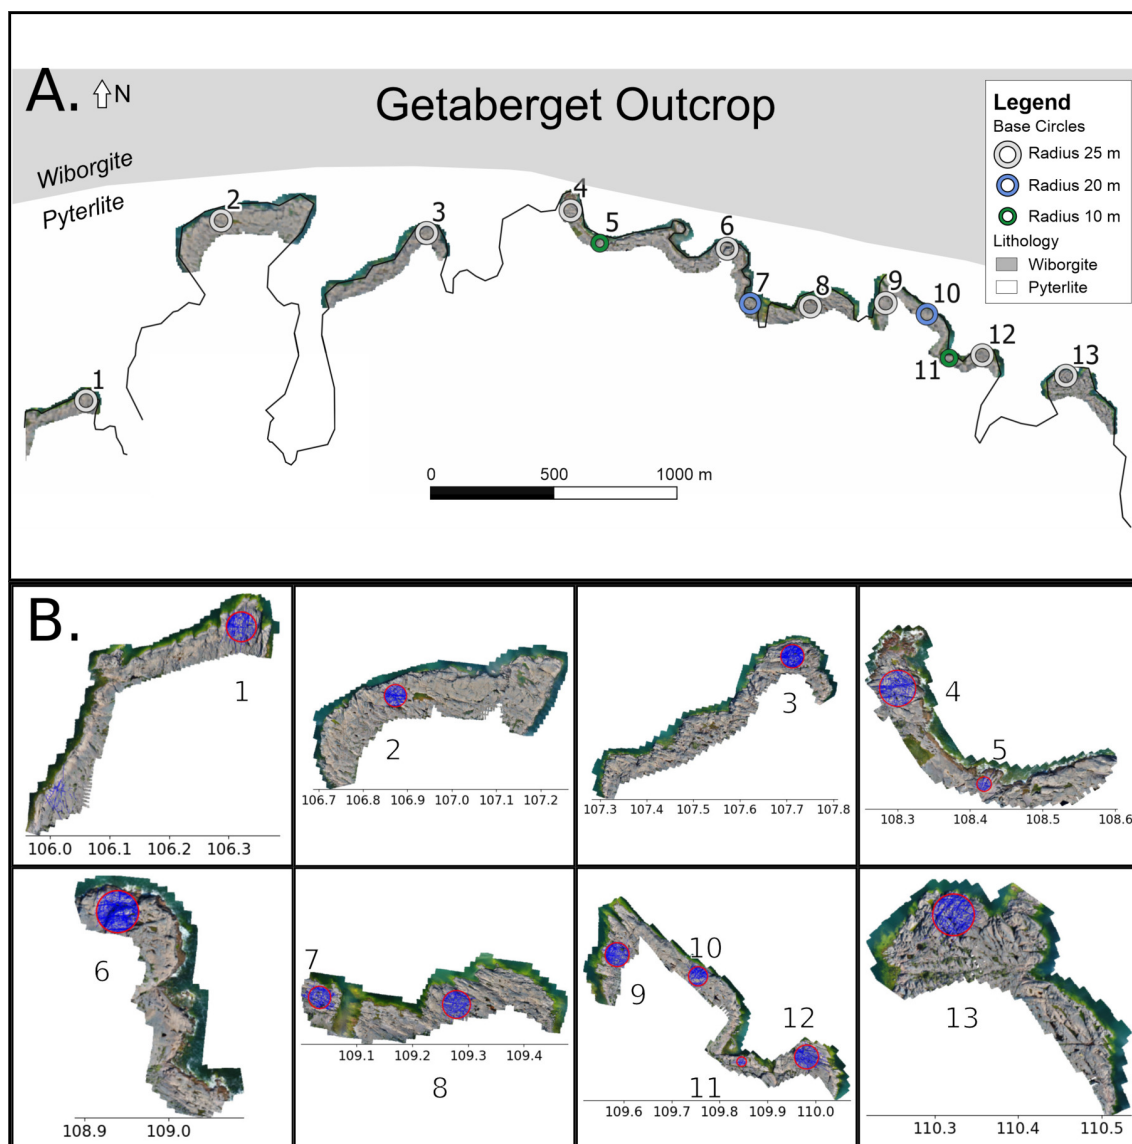 A.
N
Getaberget Outcrop
Wiborgite
Pyterlite
Legend
Base Circles
Radius 25 m
Radius 20 m
Radius 10 m
Lithology
Wiborgite
Pyterlite
1
2
3
4
5
6
7
8
9
10
11
12
13
0 500 1000 m
B.
1
106.0 106.1 106.2 106.3
2
106.7 106.8 106.9 107.0 107.1 107.2
3
107.3 107.4 107.5 107.6 107.7 107.8
4
5
108.3 108.4 108.5 108.6
6
108.9 109.0
7
109.1 109.2 109.3 109.4
8
9
10
11
12
109.6 109.7 109.8 109.9 110.0
13
110.3 110.4 110.5